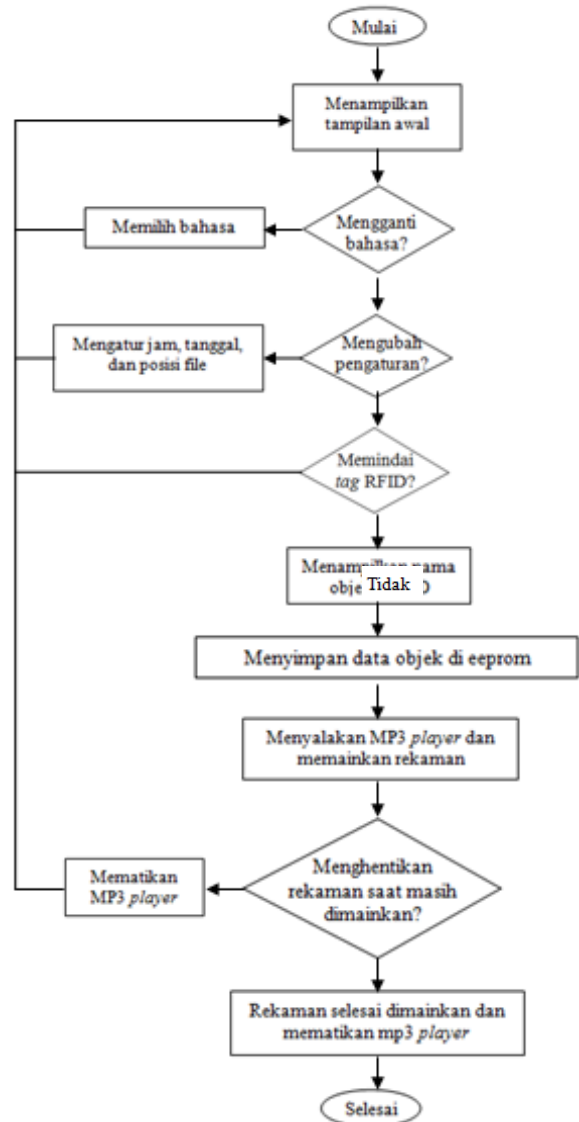 Mulai
Menampilkan
tampilan awal
Mengganti
bahasa?
Memilih bahasa
Mengubah
pengaturan?
Mengatur jam, tanggal,
dan posisi file
Memindai
tag RFID?
nama
Tidak
Menyimpan data objek di eeprom
Menyalakan MP3 player dan
memainkan rekaman
Menghentikan
rekaman saat masih
dimainkan?
Mematikan
MP3 player
Rekaman selesai dimainkan dan
mematikan mp3 player
Selesai